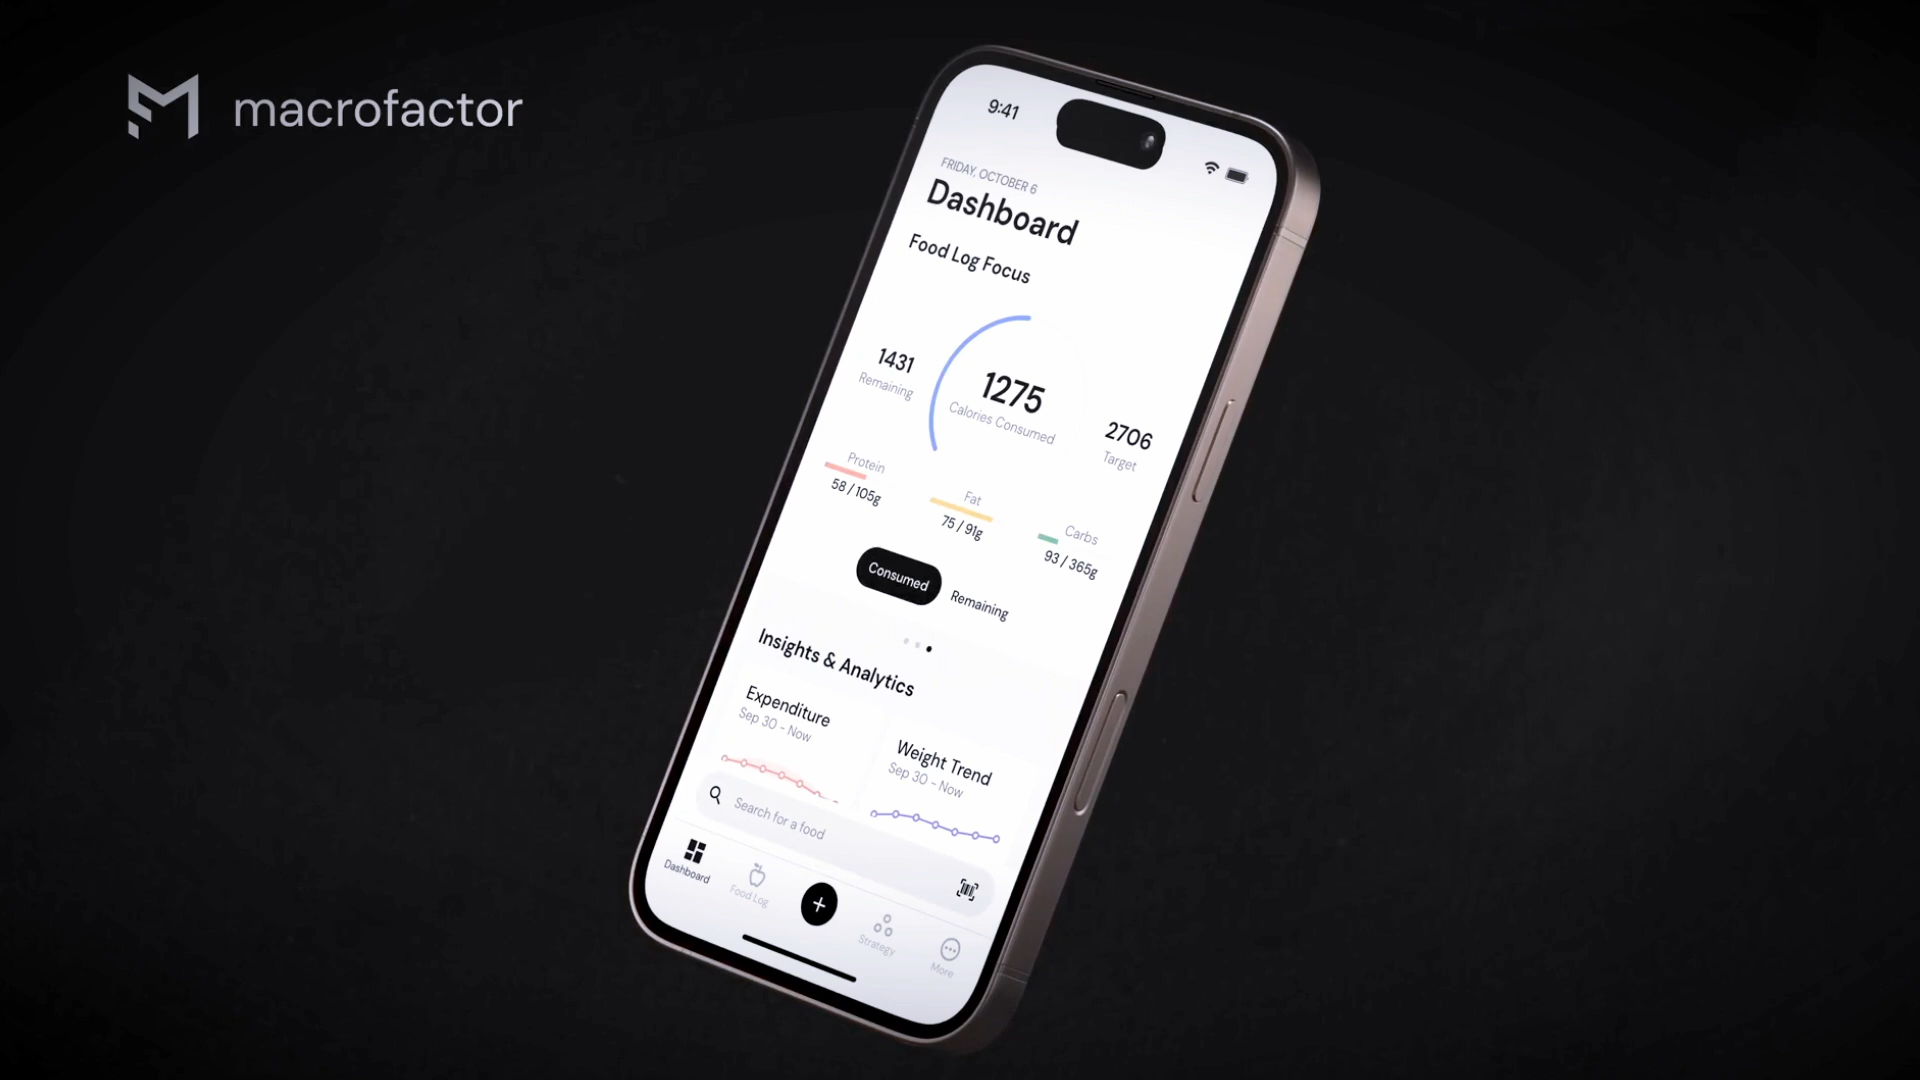 macrofactor
9:41
FRIDAY, OCTOBER 6
Dashboard
Food Log Focus
1431
Remaining
1275
Calories Consumed
2706
Target
Protein
58 / 105g
Fat
75 / 91g
Carbs
93 / 365g
Consumed
Remaining
Insights & Analytics
Expenditure
Sep 30 - Now
Weight Trend
Sep 30 - Now
Search for a food
Dashboard
Food Log
Strategy
More